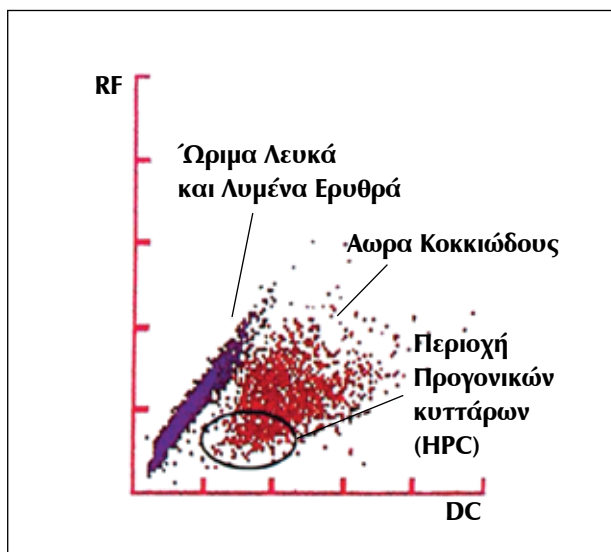 RF
Ώριμα Λευκά
και Λυμένα Ερυθρά
Αωρα Κοκκιώδους
Περιοχή
Προγονικών
κυττάρων
(HPC)
DC